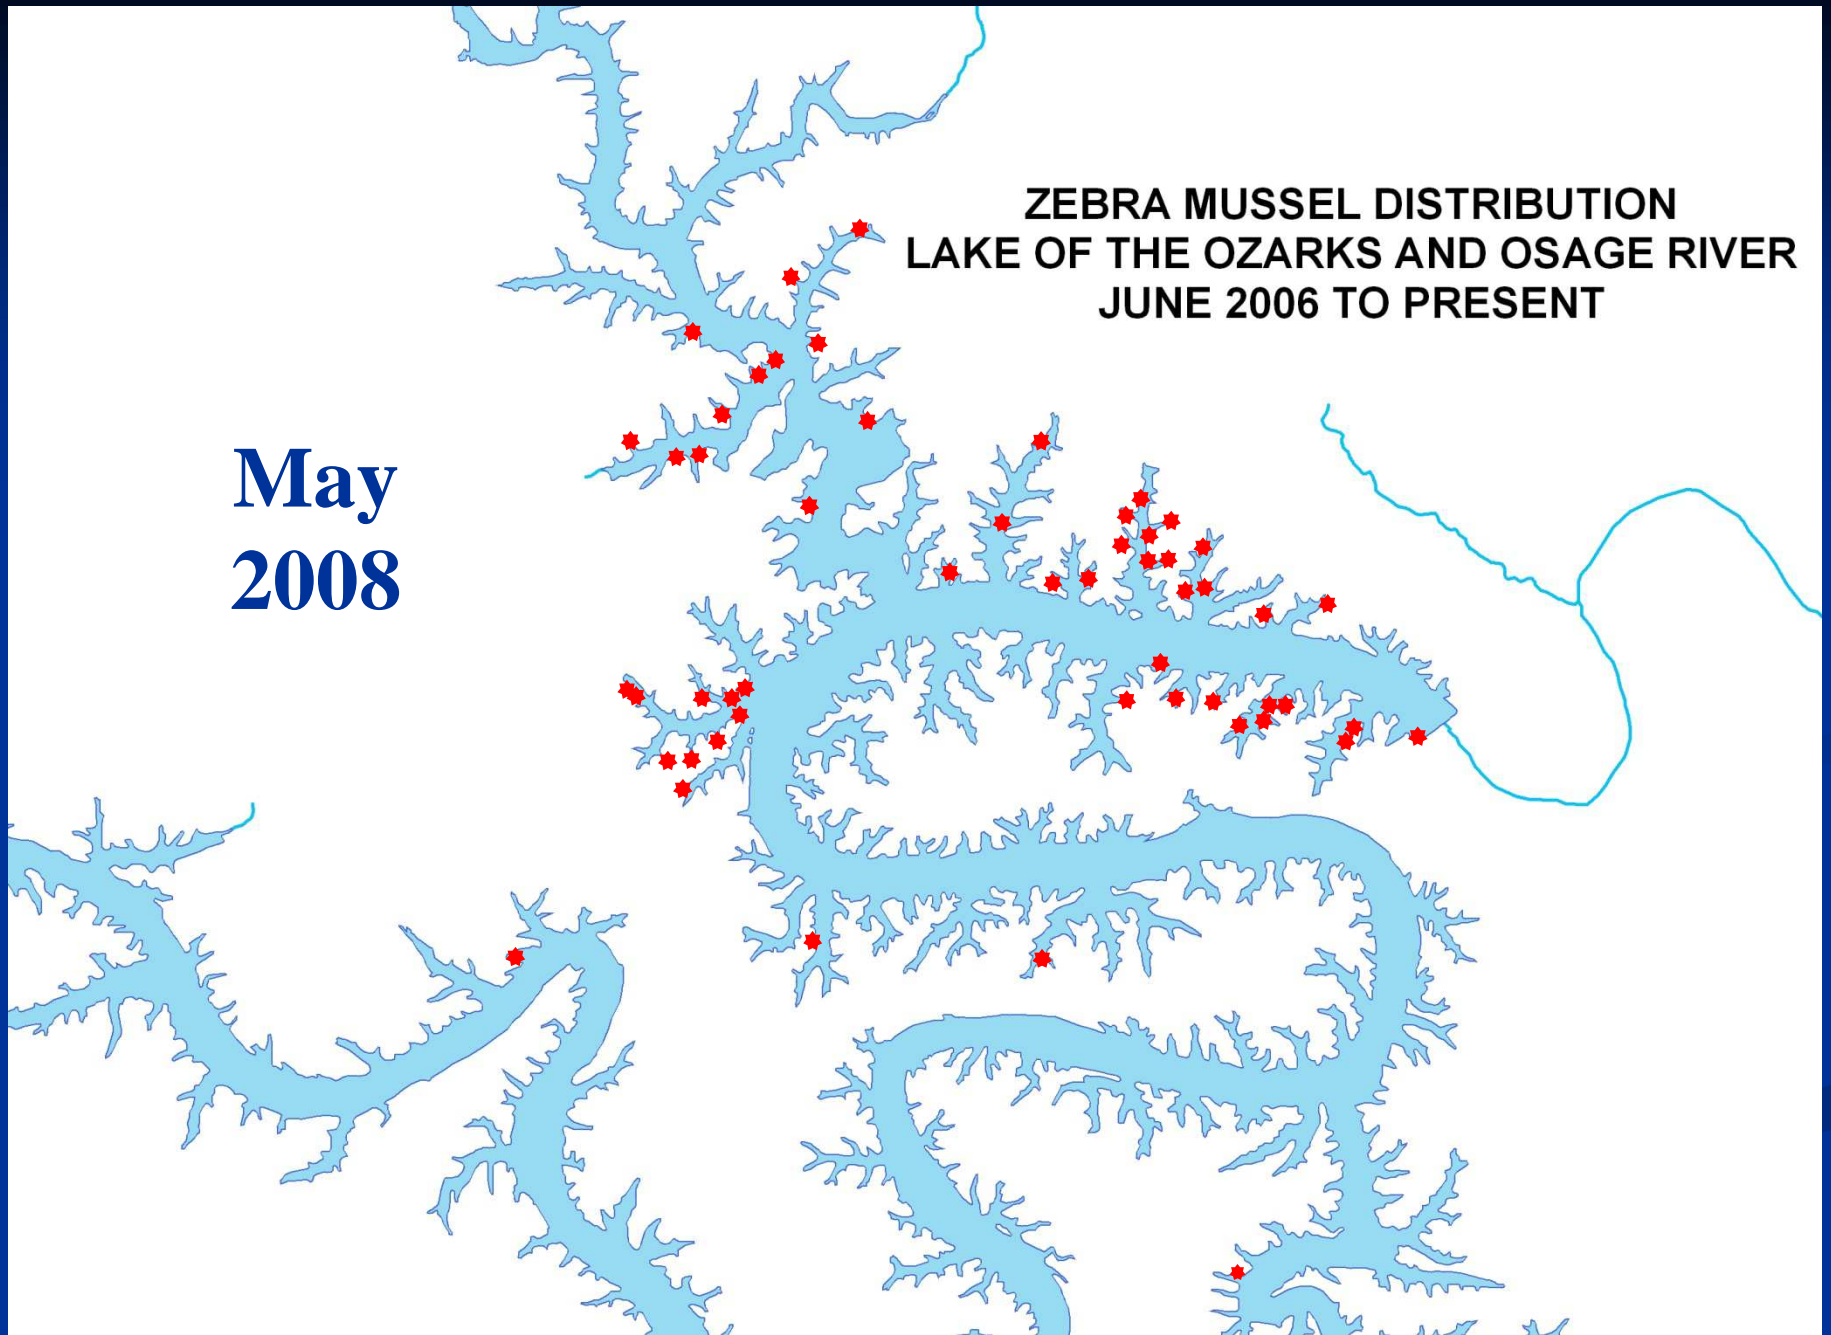 ZEBRA MUSSEL DISTRIBUTION
LAKE OF THE OZARKS AND OSAGE RIVER
JUNE 2006 TO PRESENT
May
2008